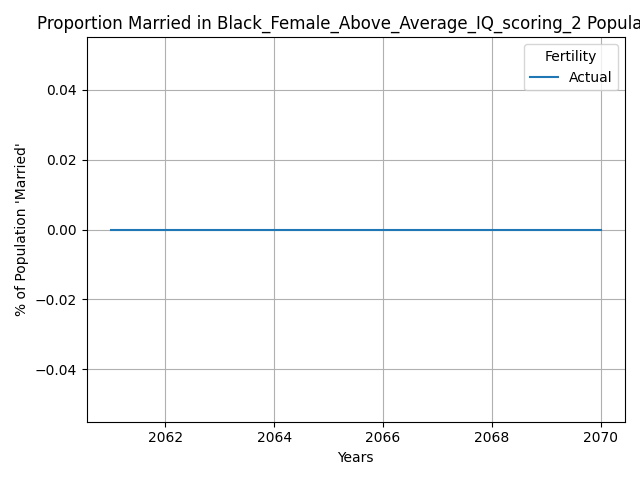 Proportion Married in Black_Female_Above_Average_IQ_scoring_2 Popula
Fertility
Actual
0.04
0.02
0.00
−0.02
−0.04
% of Population 'Married'
2062 2064 2066 2068 2070
Years